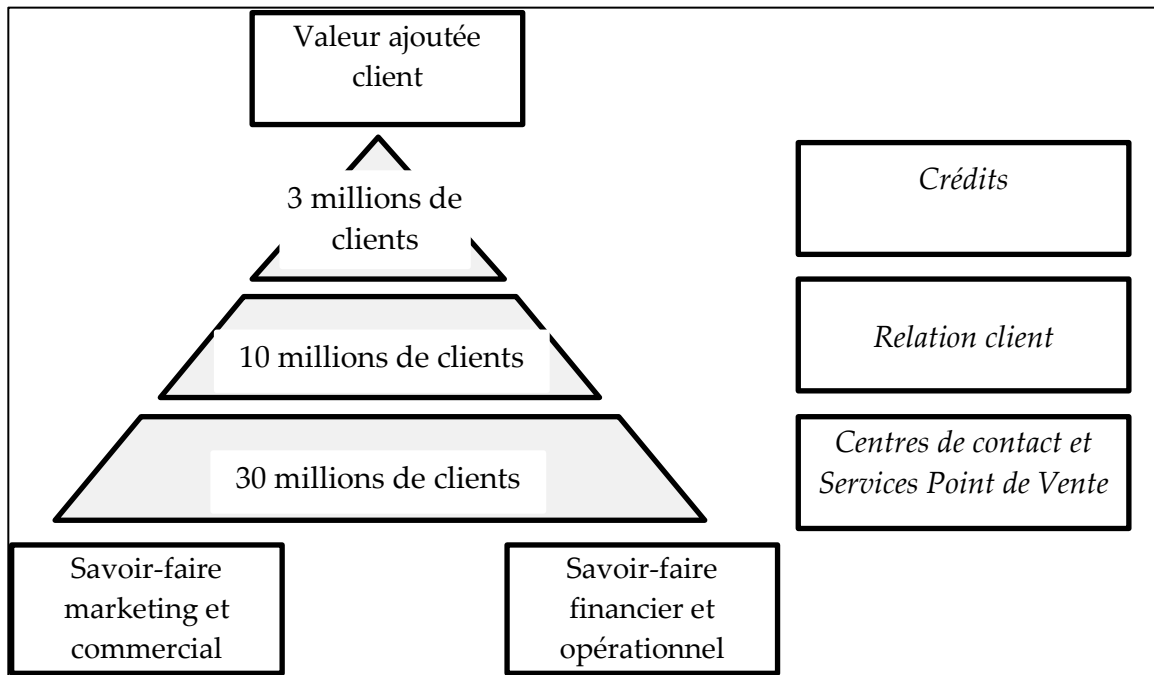 Valeur ajoutée
client
3 millions de
clients
10 millions de clients
30 millions de clients
Savoir-faire
marketing et
commercial
Savoir-faire
financier et
opérationnel
Crédits
Relation client
Centres de contact et
Services Point de Vente